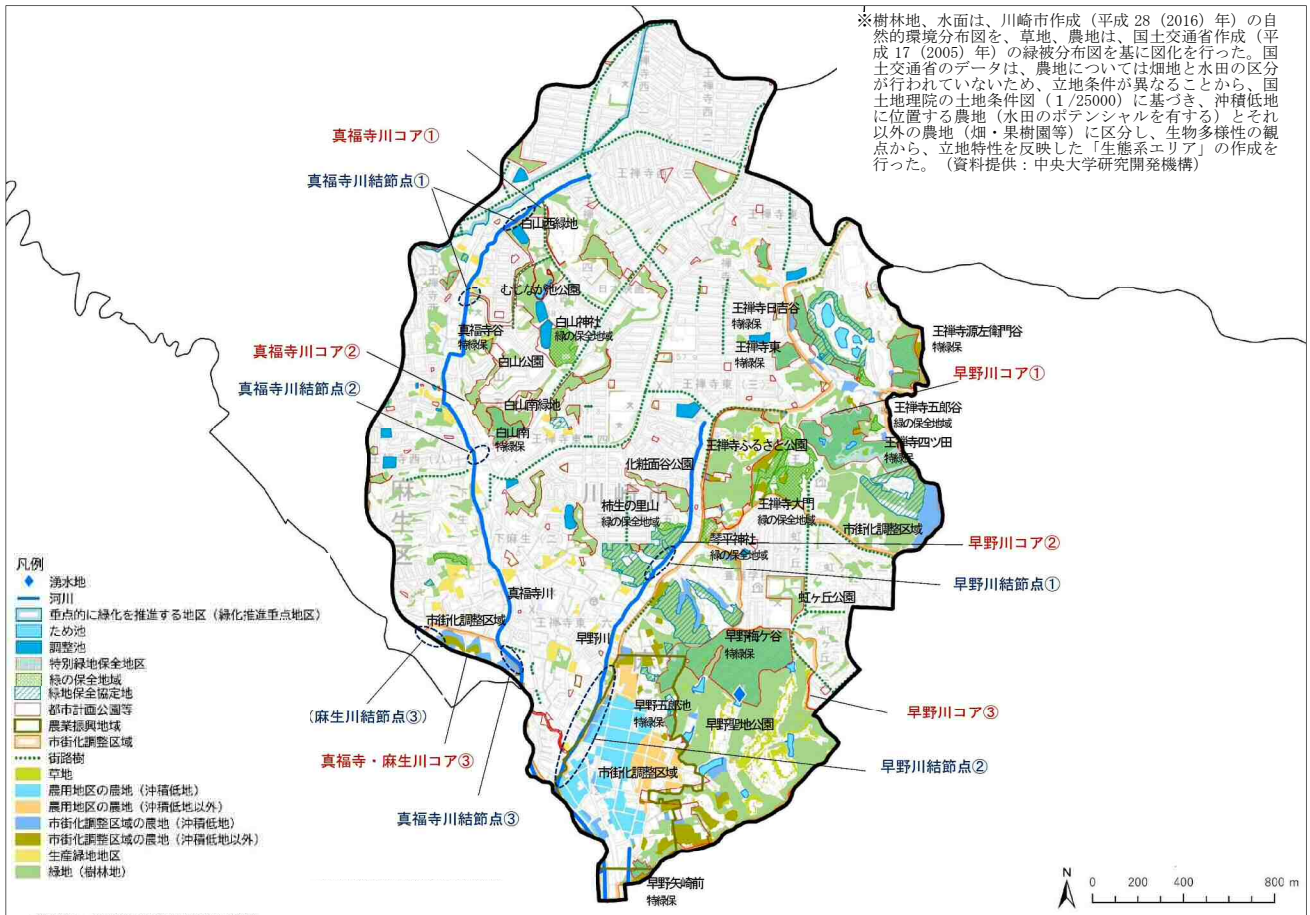 ※樹林地、水面は、川崎市作成（平成 28（2016）年）の自
然的環境分布図を、草地、農地は、国土交通省作成（平
成 17（2005）年）の緑被分布図を基に図化を行った。国
土交通省のデータは、農地については畑地と水田の区分
が行われていないため、立地条件が異なることから、国
土地理院の土地条件図（１/25000）に基づき、沖積低地
に位置する農地（水田のポテンシャルを有する）とそれ
以外の農地（畑・果樹園等）に区分し、生物多様性の観
点から、立地特性を反映した「生態系エリア」の作成を
行った。（資料提供：中央大学研究開発機構）
真福寺川コア①
真福寺川結節点①
白山西緑地
むじなが池公園
真福寺谷
特緑保
白山神社
緑の保全地域
白山公園
王禅寺日吉谷
特緑保
王禅寺東
特緑保
王禅寺源左衛門谷
特緑保
真福寺川コア②
真福寺川結節点②
早野川コア①
白山南緑地
白山南
特緑保
王禅寺五郎谷
緑の保全地域
王禅寺四ツ田
特緑保
王禅寺ふるさと公園
化粧面谷公園
川崎市
麻生区
柿生の里山
緑の保全地域
王禅寺大門
緑の保全地域
市街化調整区域
琴平神社
緑の保全地域
早野川コア②
早野川結節点①
真福寺川
虹ケ丘公園
市街化調整区域
早野川
早野梅ケ谷
特緑保
(麻生川結節点③)
早野五郎池
特緑保
早野聖地公園
早野川コア③
真福寺・麻生川コア③
市街化調整区域
早野川結節点②
真福寺川結節点③
早野矢崎前
特緑保
凡例
湧水地
河川
重点的に緑化を推進する地区（緑化推進重点地区）
ため池
調整池
特別緑地保全地区
緑の保全地域
緑地保全協定地
都市計画公園等
農業振興地域
市街化調整区域
街路樹
草地
農用地区の農地（沖積低地）
農用地区の農地（沖積低地以外）
市街化調整区域の農地（沖積低地）
市街化調整区域の農地（沖積低地以外）
生産緑地地区
緑地（樹林地）
N
0 200 400 800 m